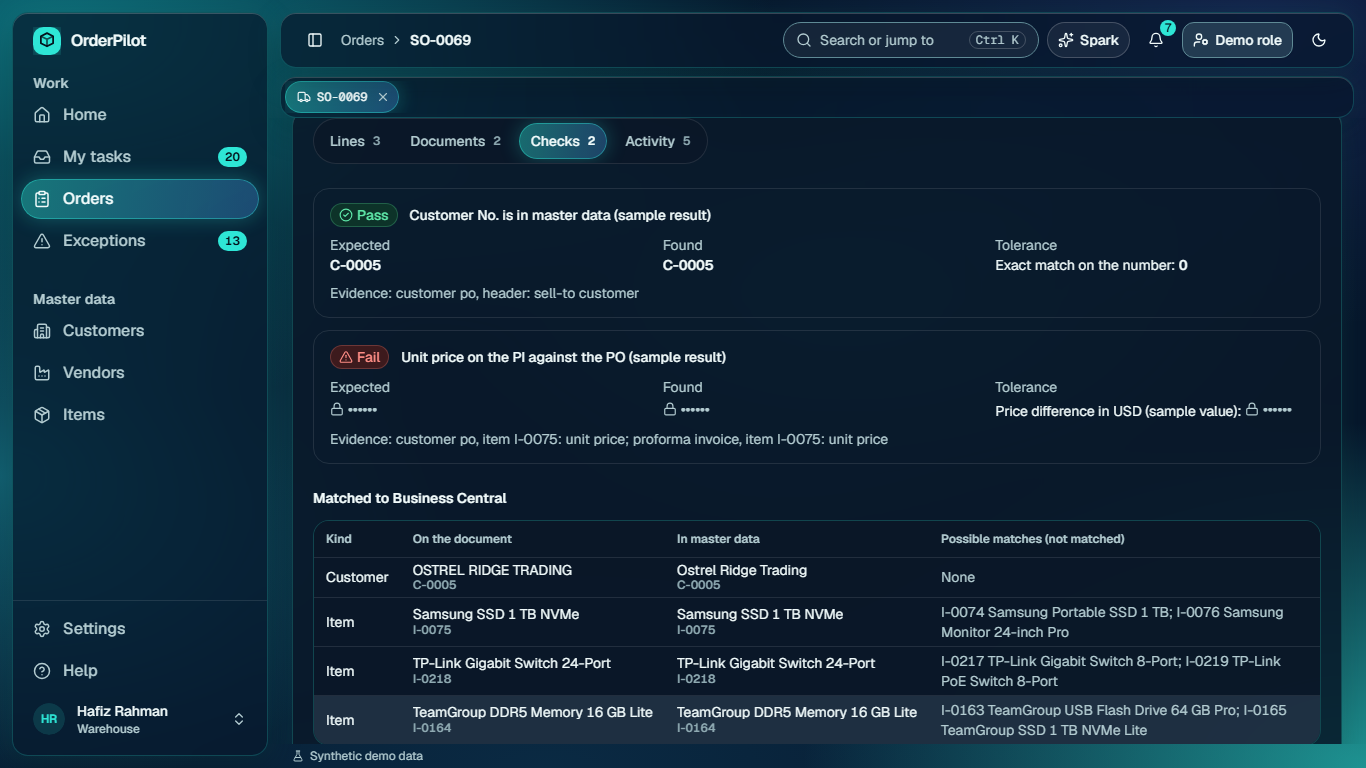 OrderPilot
Work
Home
My tasks 20
Orders
Exceptions 13
Master data
Customers
Vendors
Items
Settings
Help
HR Hafiz Rahman
Warehouse
Orders SO-0069
Search or jump to Ctrl K
Spark
7
Demo role
SO-0069
Lines 3 Documents 2 Checks 2 Activity 5
Pass Customer No. is in master data (sample result)
Expected Found Tolerance
C-0005 C-0005 Exact match on the number: 0
Evidence: customer po, header: sell-to customer
Fail Unit price on the PI against the PO (sample result)
Expected Found Tolerance
•••••• •••••• Price difference in USD (sample value): ••••••
Evidence: customer po, item I-0075: unit price; proforma invoice, item I-0075: unit price
Matched to Business Central
Kind On the document In master data Possible matches (not matched)
Customer OSTREL RIDGE TRADING Ostrel Ridge Trading None
C-0005 C-0005
Item Samsung SSD 1 TB NVMe Samsung SSD 1 TB NVMe I-0074 Samsung Portable SSD 1 TB; I-0076 Samsung
I-0075 I-0075 Monitor 24-inch Pro
Item TP-Link Gigabit Switch 24-Port TP-Link Gigabit Switch 24-Port I-0217 TP-Link Gigabit Switch 8-Port; I-0219 TP-Link
I-0218 I-0218 PoE Switch 8-Port
Item TeamGroup DDR5 Memory 16 GB Lite TeamGroup DDR5 Memory 16 GB Lite I-0163 TeamGroup USB Flash Drive 64 GB Pro; I-0165
I-0164 I-0164 TeamGroup SSD 1 TB NVMe Lite
Synthetic demo data